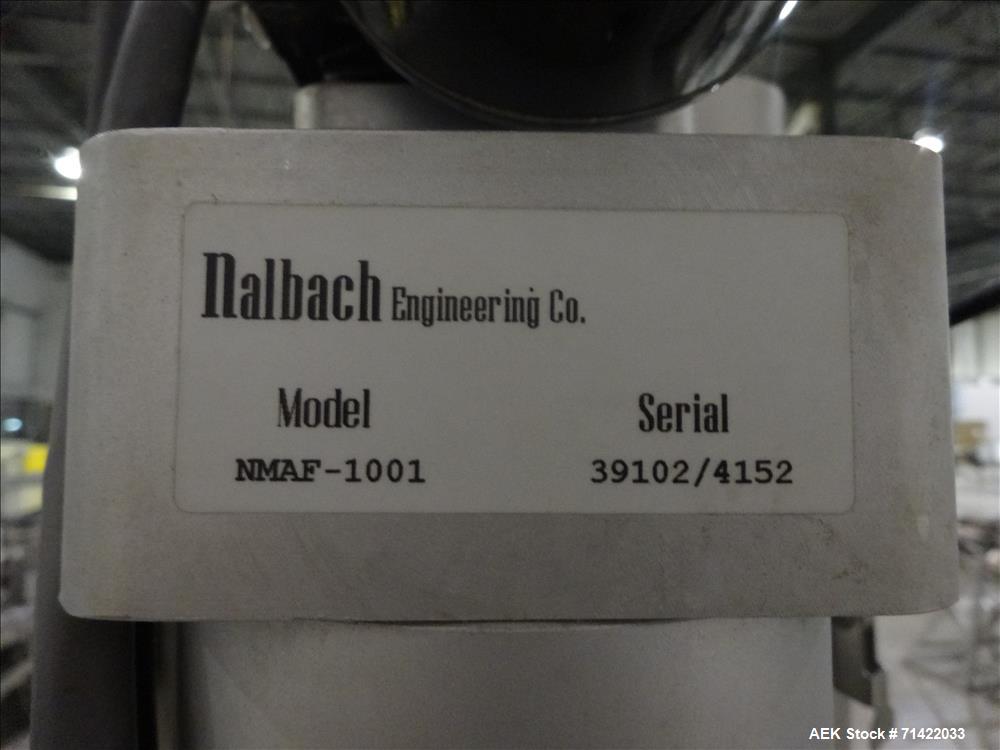 Nalbach Engineering Co.
Model Serial
NMAF-1001 39102/4152
AEK Stock # 71422033